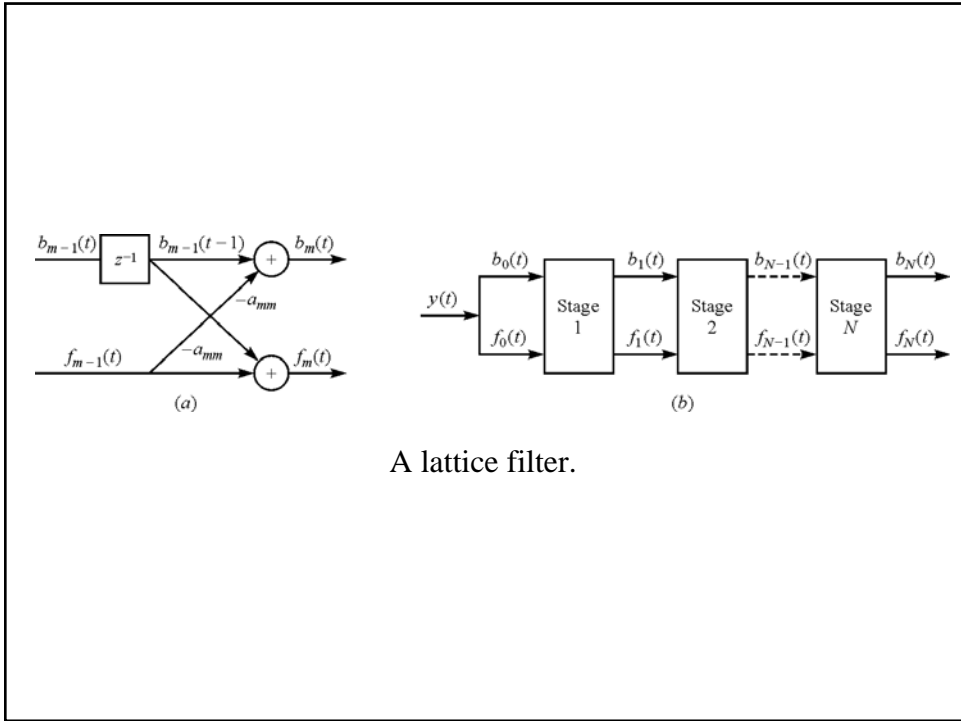 b_{m-1}(t) z^{-1} b_{m-1}(t-1) + b_m(t)
-a_{mm}
f_{m-1}(t) -a_{mm} + f_m(t)
(a)
y(t) b_0(t) Stage 1 b_1(t) Stage 2 b_{N-1}(t) Stage N b_N(t)
f_0(t) f_1(t) f_{N-1}(t) f_N(t)
(b)
A lattice filter.